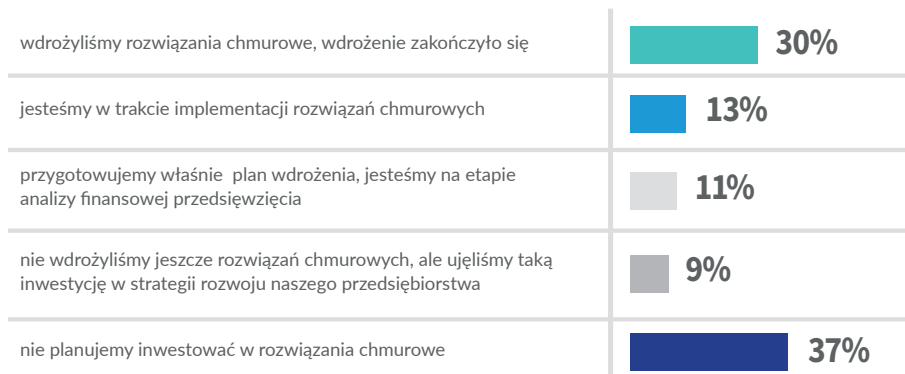 wdrożyliśmy rozwiązania chmurowe, wdrożenie zakończyło się
30%
jesteśmy w trakcie implementacji rozwiązań chmurowych
13%
przygotowujemy właśnie  plan wdrożenia, jesteśmy na etapie
analizy finansowej przedsięwzięcia
11%
nie wdrożyliśmy jeszcze rozwiązań chmurowych, ale ujęliśmy taką
inwestycję w strategii rozwoju naszego przedsiębiorstwa
9%
nie planujemy inwestować w rozwiązania chmurowe
37%